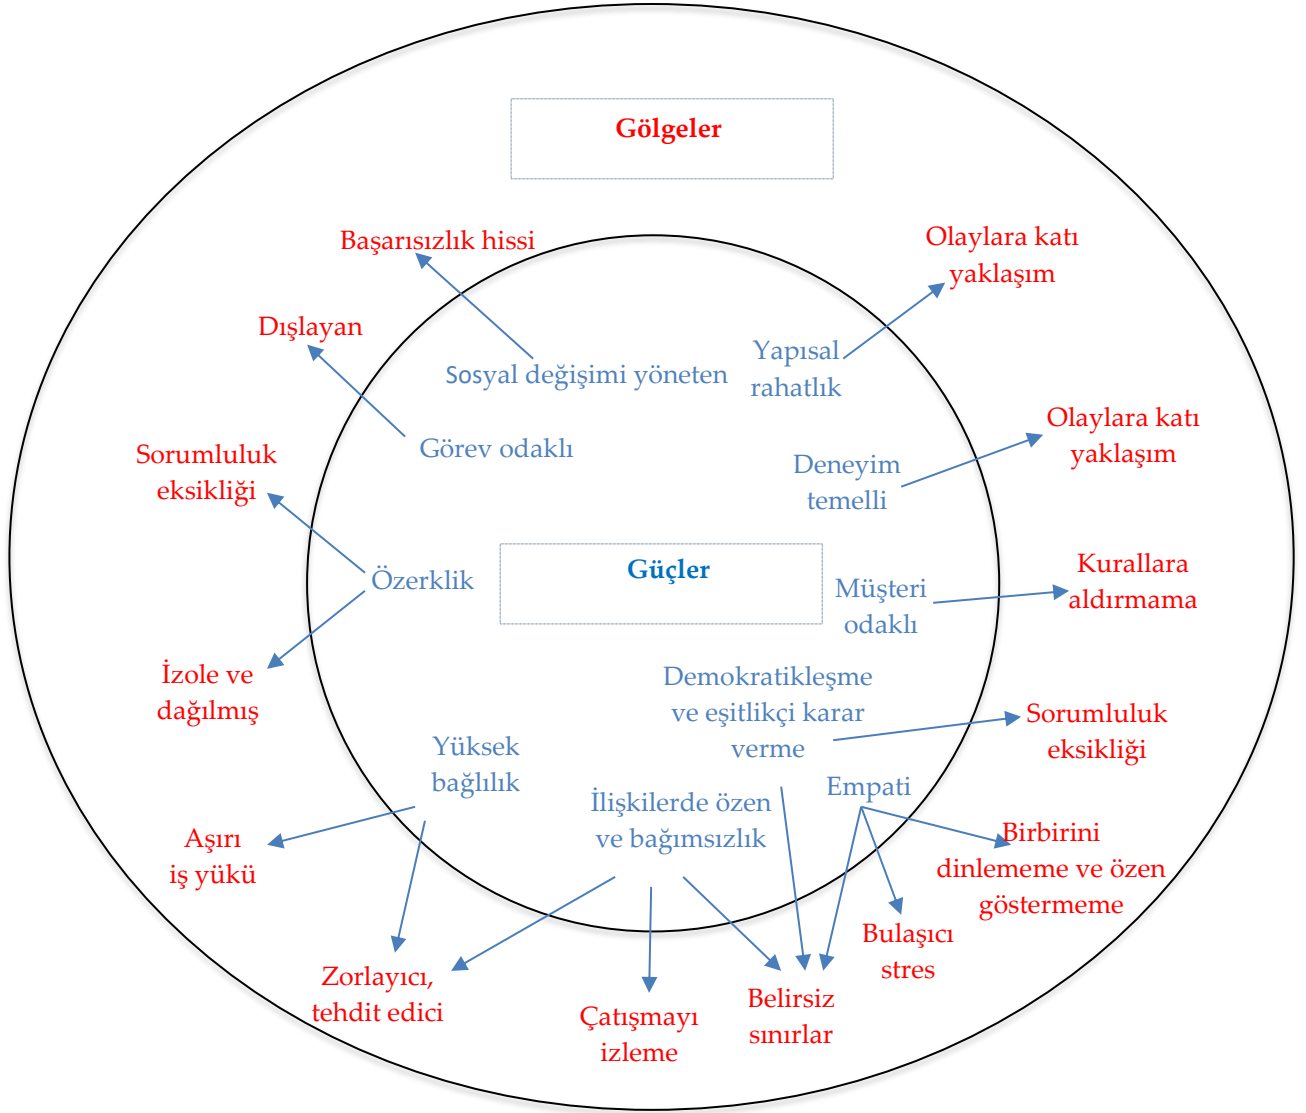 Gölgeler
Başarısızlık hissi
Olaylara katı
yaklaşım
Dışlayan
Sosyal değişimi yöneten
Yapısal
rahatlık
Görev odaklı
Olaylara katı
yaklaşım
Sorumluluk
eksikliği
Deneyim
temelli
Özerklik
Güçler
Müşteri
odaklı
Kurallara
aldırmama
İzole ve
dağılmış
Demokratikleşme
ve eşitlikçi karar
verme
Sorumluluk
eksikliği
Yüksek
bağlılık
İlişkilerde özen
ve bağımsızlık
Empati
Aşırı
iş yükü
Birbirini
dinlememe ve özen
göstermeme
Bulaşıcı
stres
Zorlayıcı,
tehdit edici
Çatışmayı
izleme
Belirsiz
sınırlar